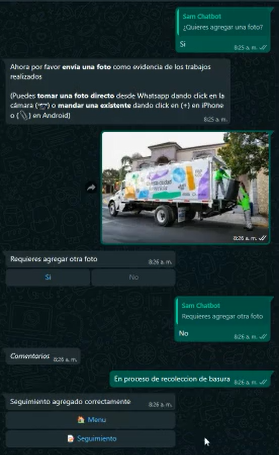 Sam Chatbot
¿Quieres agregar una foto?
Si
8:25 a. m.
Ahora por favor envía una foto como evidencia de los trabajos
realizados
(Puedes tomar una foto directo desde Whatsapp dando click en la
cámara (📷) o mandar una existente dando click en (+) en iPhone
o (📎) en Android)
8:25 a. m.
8:26 a. m.
Requieres agregar otra foto
8:26 a. m.
Si
No
Sam Chatbot
Requieres agregar otra foto
No
8:26 a. m.
Comentarios
8:26 a. m.
En proceso de recoleccion de basura
8:26 a. m.
Seguimiento agregado correctamente
8:26 a. m.
🏠 Menu
📝 Seguimiento